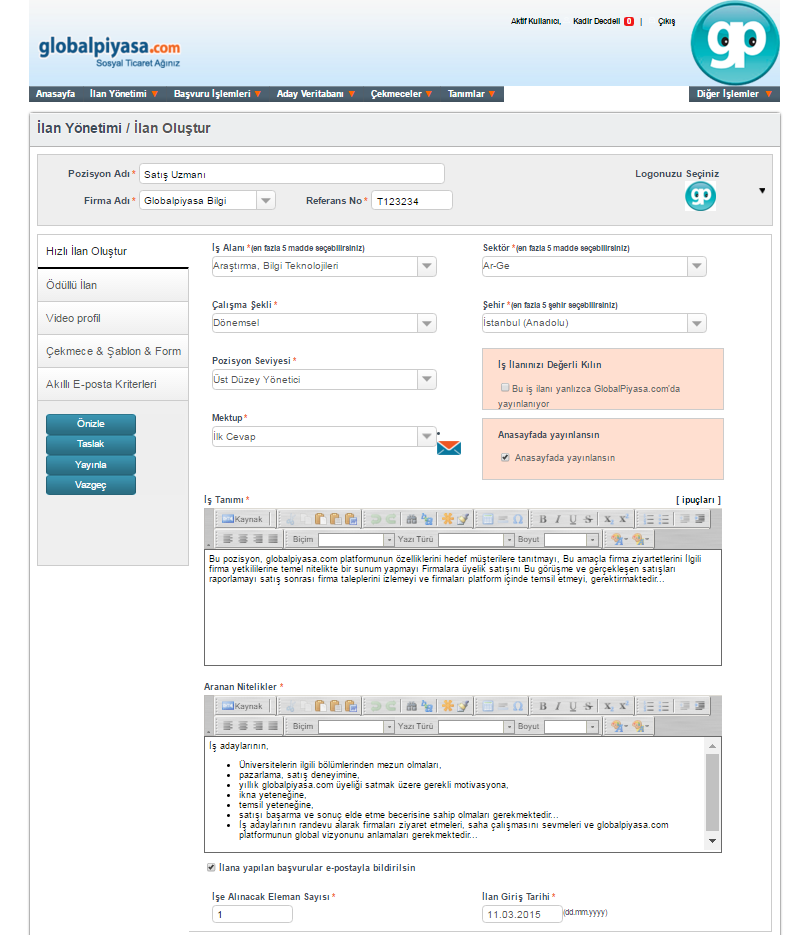 Aktif Kullanıcı, Kadir Decdeli 0 | Çıkış
globalpiyasa.com
Sosyal Ticaret Ağınız
gp
Anasayfa İlan Yönetimi Başvuru İşlemleri Aday Veritabanı Çekmeceler Tanımlar Diğer İşlemler
İlan Yönetimi / İlan Oluştur
Pozisyon Adı * Satış Uzmanı
Logonuzu Seçiniz
Firma Adı * Globalpiyasa Bilgi Referans No * T123234
gp
Hızlı İlan Oluştur
Ödüllü İlan
Video profil
Çekmece & Şablon & Form
Akıllı E-posta Kriterleri
Önizle
Taslak
Yayınla
Vazgeç
İş Alanı *(en fazla 5 madde seçebilirsiniz)
Araştırma, Bilgi Teknolojileri
Sektör *(en fazla 5 madde seçebilirsiniz)
Ar-Ge
Çalışma Şekli *
Dönemsel
Şehir *(en fazla 5 şehir seçebilirsiniz)
İstanbul (Anadolu)
Pozisyon Seviyesi *
Üst Düzey Yönetici
İş İlanınızı Değerli Kılın
Bu iş ilanı yanlızca GlobalPiyasa.com'da
yayınlanıyor
Mektup *
İlk Cevap
Anasayfada yayınlansın
Anasayfada yayınlansın
İş Tanımı *
[ ipuçları ]
Kaynak
B I U S X₂ X²
Biçim Yazı Türü Boyut
Bu pozisyon, globalpiyasa.com platformunun özelliklerini hedef müşterilere tanıtmayı, Bu amaçla firma ziyartetlerini İlgili
firma yetkililerine temel nitelikte bir sunum yapmayı Firmalara üyelik satışını Bu görüşme ve gerçekleşen satışları
raporlamayı satış sonrası firma taleplerini izlemeyi ve firmaları platform içinde temsil etmeyi, gerektirmaktedir...
Aranan Nitelikler *
Kaynak
B I U S X₂ X²
Biçim Yazı Türü Boyut
İş adaylarının,
• Üniversitelerin ilgili bölümlerinden mezun olmaları,
• pazarlama, satış deneyimine,
• yıllık globalpiyasa.com üyeliği satmak üzere gerekli motivasyona,
• ikna yeteneğine,
• temsil yeteneğine,
• satışı başarma ve sonuç elde etme becerisine sahip olmaları gerekmektedir...
• İş adaylarının randevu alarak firmaları ziyaret etmeleri, saha çalışmasını sevmeleri ve globalpiyasa.com
platformunun global vizyonunu anlamaları gerekmektedir...
İlana yapılan başvurular e-postayla bildirilsin
İşe Alınacak Eleman Sayısı *
1
İlan Giriş Tarihi *
11.03.2015 (dd.mm.yyyy)